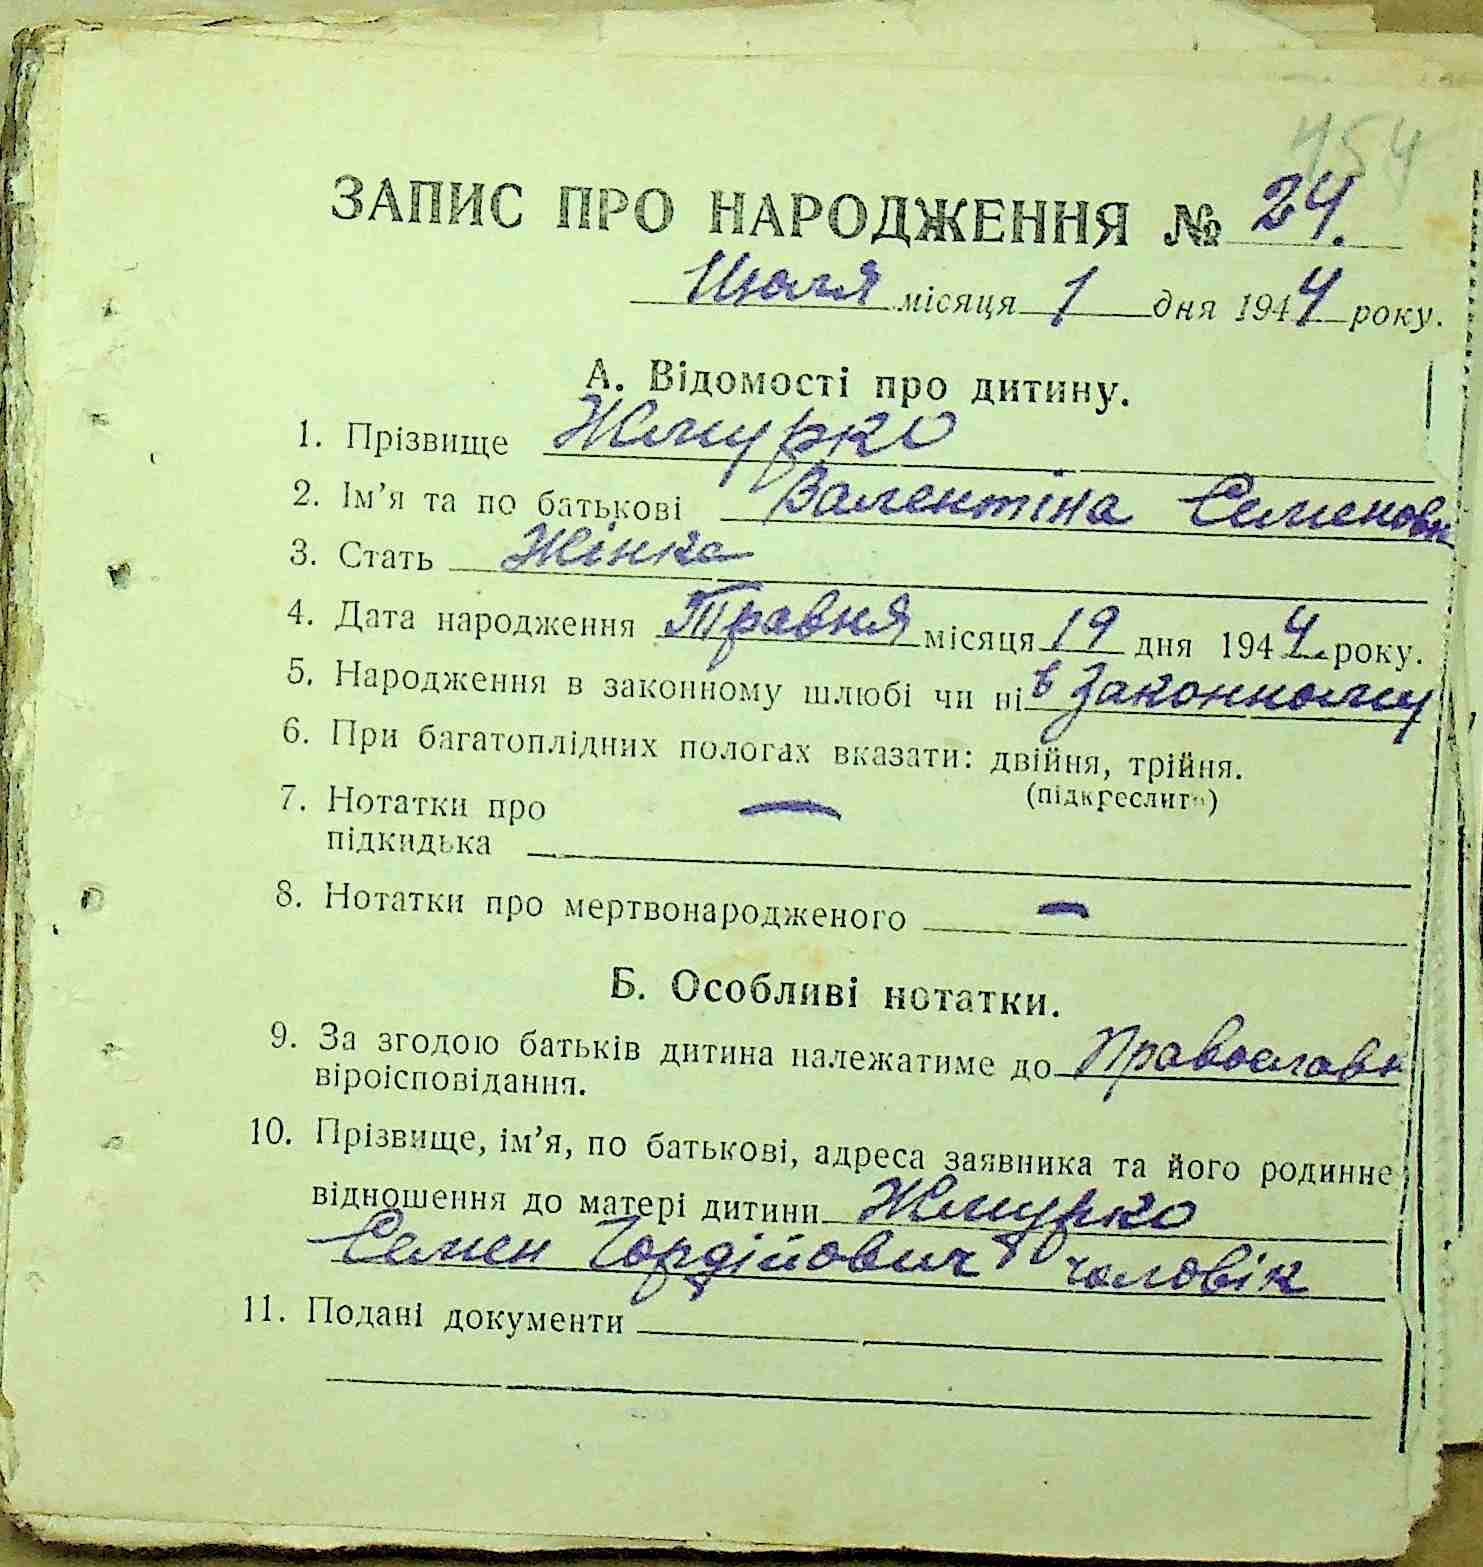 454
ЗАПИС ПРО НАРОДЖЕННЯ № 24.
Июля місяця 1 дня 1944 року.
А. Відомості про дитину.
1. Прізвище Жмурко
2. Ім’я та по батькові Валентіна Семеновн
3. Стать Жінка
4. Дата народження Травня місяця 19 дня 1944. року.
5. Народження в законному шлюбі чи ні в Законному
6. При багатоплідних пологах вказати: двійня, трійня.
(підкреслити)
7. Нотатки про —
підкидька
8. Нотатки про мертвонародженого —
Б. Особливі нотатки.
9. За згодою батьків дитина належатиме до Православн
віроісповідання.
10. Прізвище, ім’я, по батькові, адреса заявника та його родинне
відношення до матері дитини Жмурко
Семен Гордійович чоловік
11. Подані документи